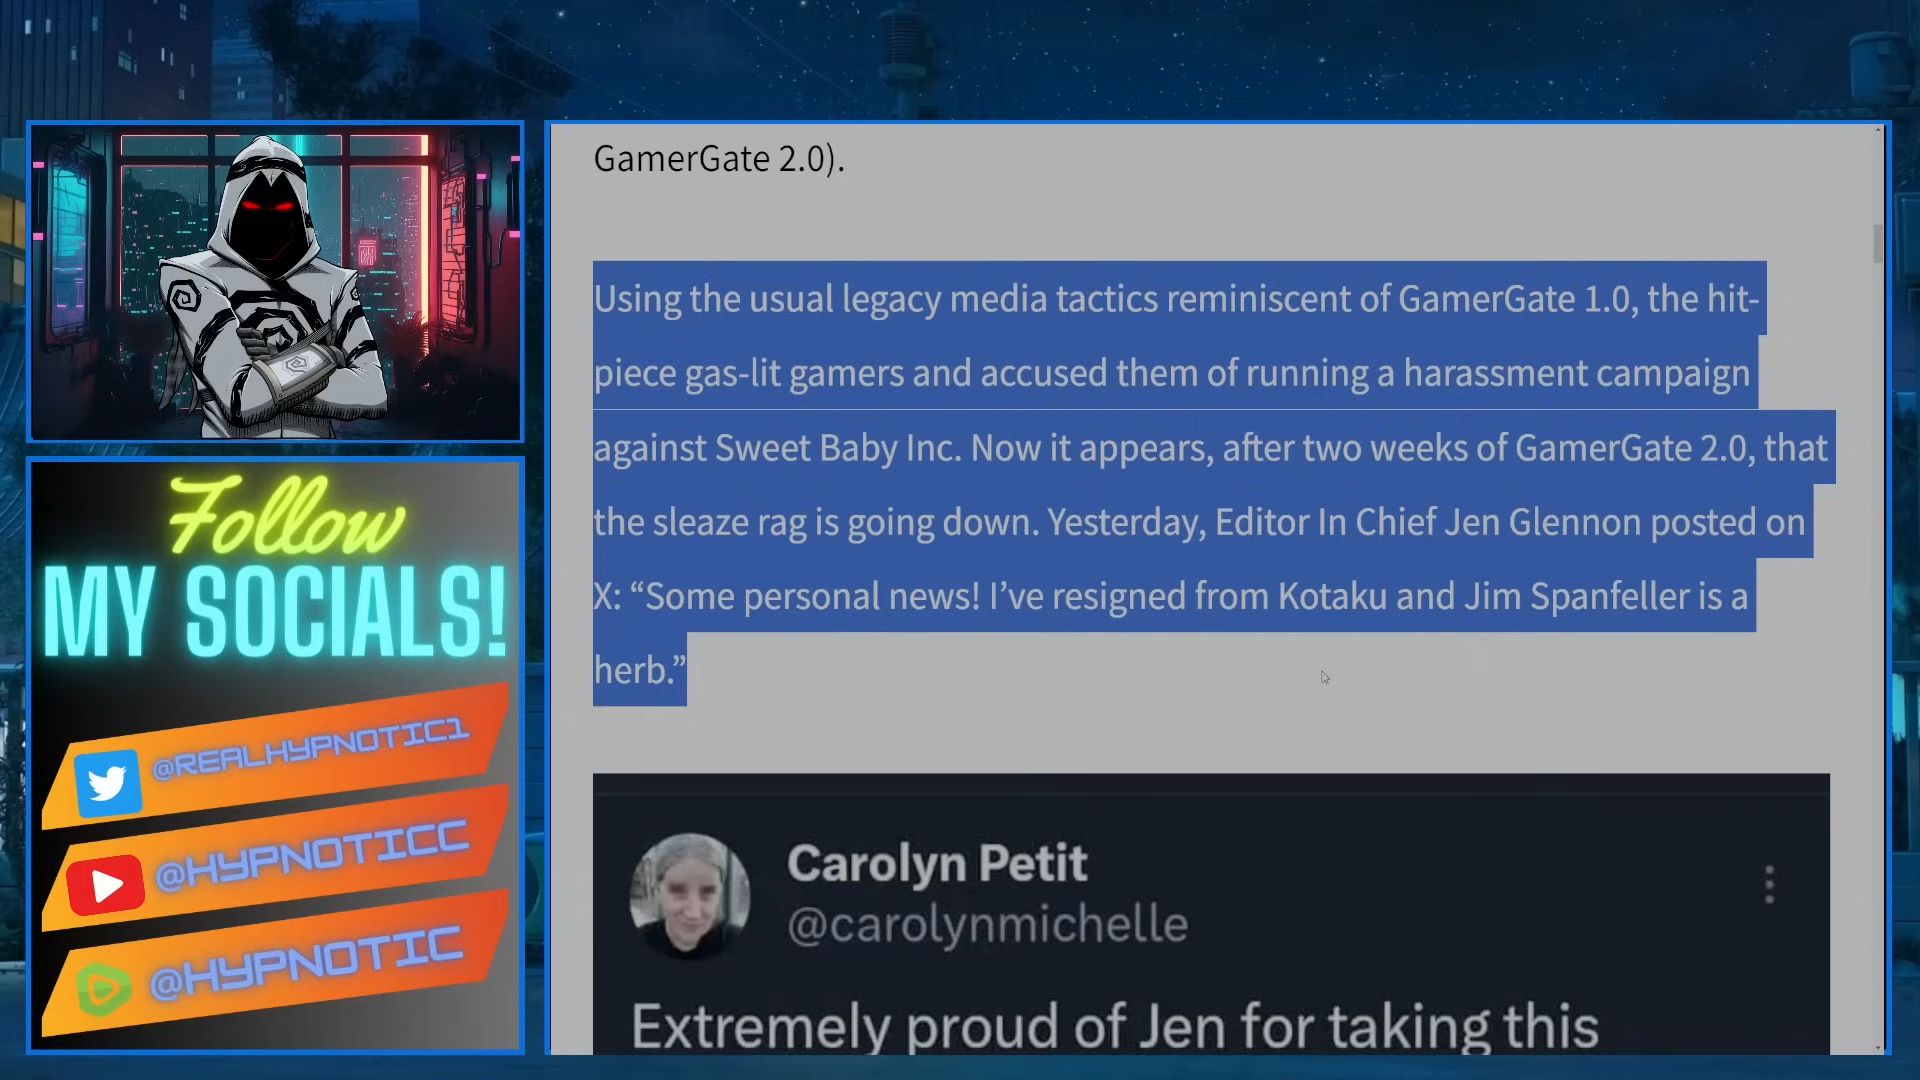 GamerGate 2.0).
Using the usual legacy media tactics reminiscent of GamerGate 1.0, the hit-
piece gas-lit gamers and accused them of running a harassment campaign
against Sweet Baby Inc. Now it appears, after two weeks of GamerGate 2.0, that
the sleaze rag is going down. Yesterday, Editor In Chief Jen Glennon posted on
X: “Some personal news! I’ve resigned from Kotaku and Jim Spanfeller is a
herb.”
Carolyn Petit
@carolynmichelle
Extremely proud of Jen for taking this
Follow
MY SOCIALS!
@REALHYPNOTIC1
@HYPNOTICC
@HYPNOTIC